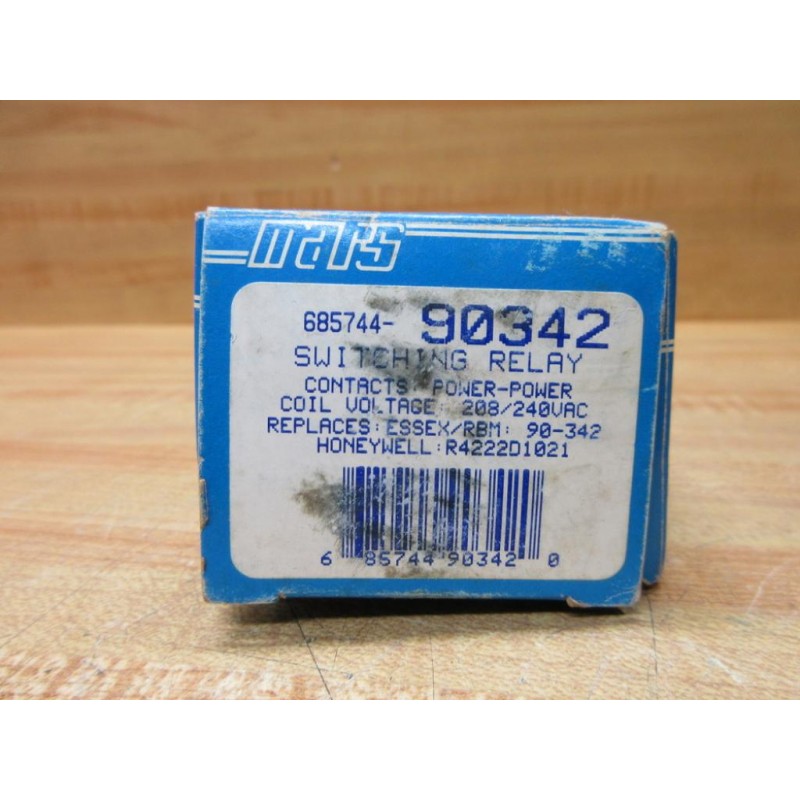 mars
685744- 90342
SWITCHING RELAY
CONTACTS: POWER-POWER
COIL VOLTAGE: 208/240VAC
REPLACES: ESSEX/RBM: 90-342
HONEYWELL: R4222D1021
6 85744 90342 0